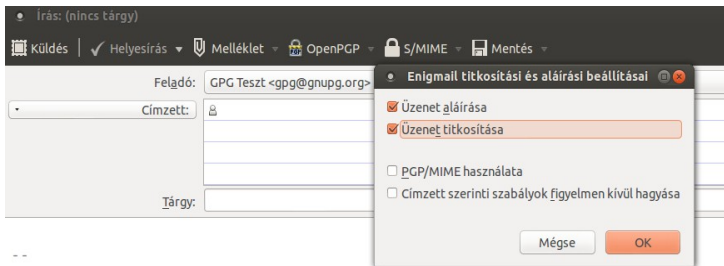 Írás: (nincs tárgy)
Küldés Helyesírás Melléklet OpenPGP S/MIME Mentés
Feladó: GPG Teszt <gpg@gnupg.org>
Címzett:
Tárgy:
--
Enigmail titkosítási és aláírási beállításai
Üzenet aláírása
Üzenet titkosítása
PGP/MIME használata
Címzett szerinti szabályok figyelmen kívül hagyása
Mégse OK